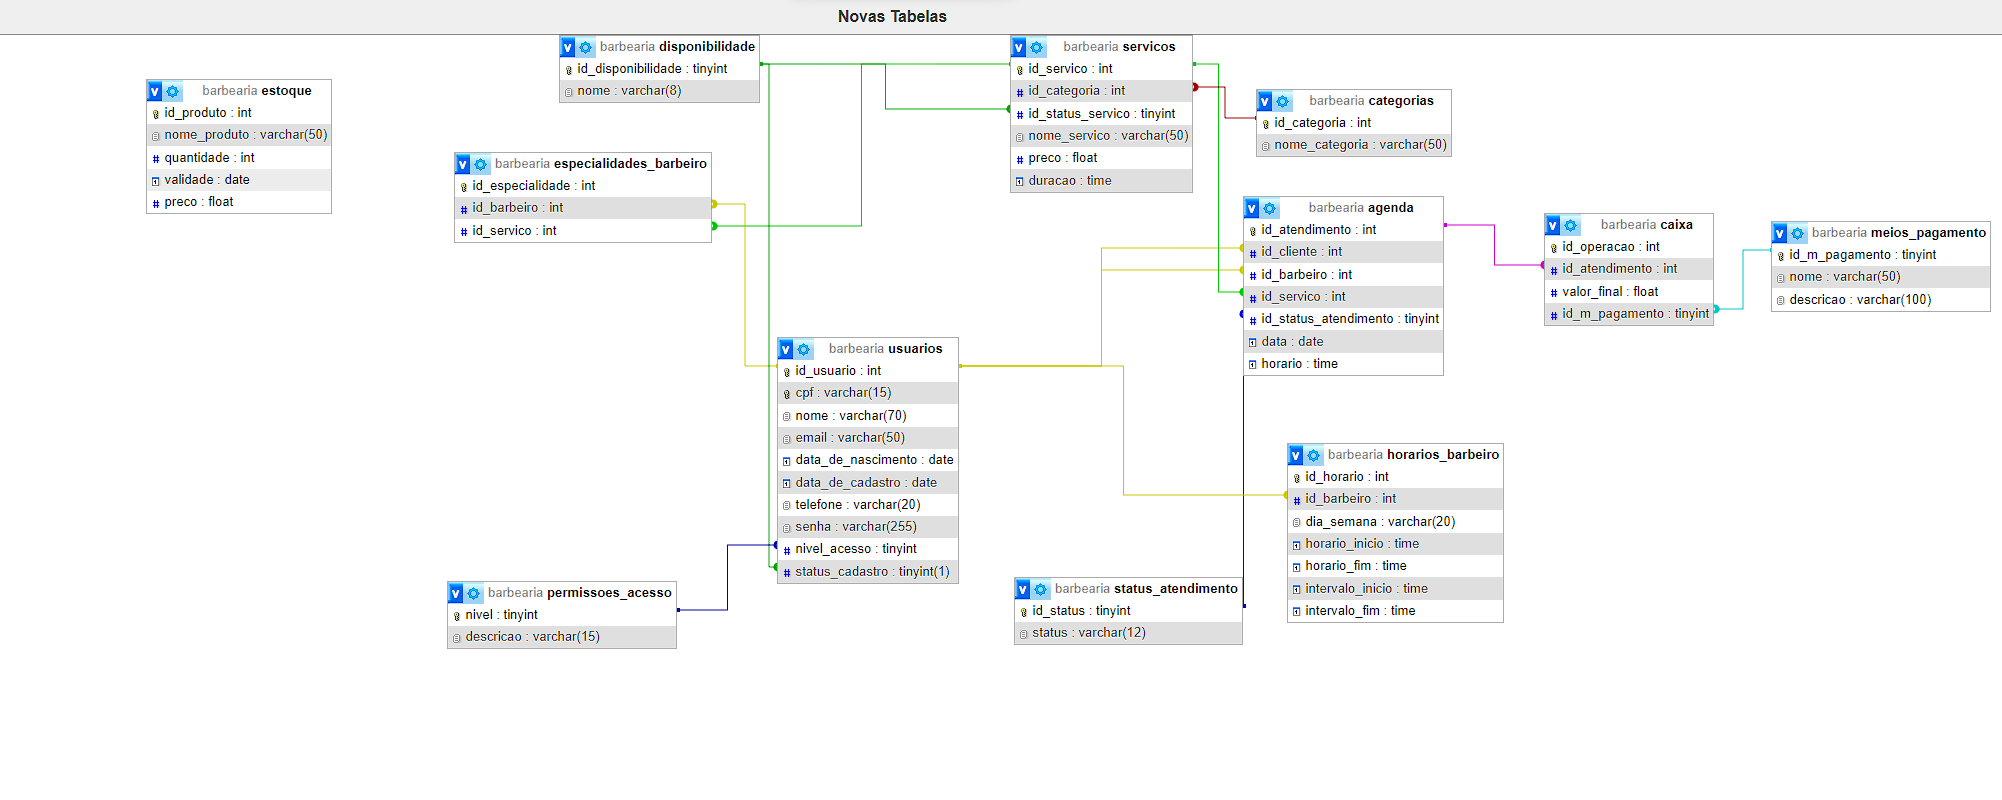 Novas Tabelas
barbearia disponibilidade
id_disponibilidade : tinyint
nome : varchar(8)
barbearia servicos
id_servico : int
id_categoria : int
id_status_servico : tinyint
nome_servico : varchar(50)
preco : float
duracao : time
barbearia estoque
id_produto : int
nome_produto : varchar(50)
quantidade : int
validade : date
preco : float
barbearia categorias
id_categoria : int
nome_categoria : varchar(50)
barbearia especialidades_barbeiro
id_especialidade : int
id_barbeiro : int
id_servico : int
barbearia agenda
id_atendimento : int
id_cliente : int
id_barbeiro : int
id_servico : int
id_status_atendimento : tinyint
data : date
horario : time
barbearia caixa
id_operacao : int
id_atendimento : int
valor_final : float
id_m_pagamento : tinyint
barbearia meios_pagamento
id_m_pagamento : tinyint
nome : varchar(50)
descricao : varchar(100)
barbearia usuarios
id_usuario : int
cpf : varchar(15)
nome : varchar(70)
email : varchar(50)
data_de_nascimento : date
data_de_cadastro : date
telefone : varchar(20)
senha : varchar(255)
nivel_acesso : tinyint
status_cadastro : tinyint(1)
barbearia horarios_barbeiro
id_horario : int
id_barbeiro : int
dia_semana : varchar(20)
horario_inicio : time
horario_fim : time
intervalo_inicio : time
intervalo_fim : time
barbearia permissoes_acesso
nivel : tinyint
descricao : varchar(15)
barbearia status_atendimento
id_status : tinyint
status : varchar(12)